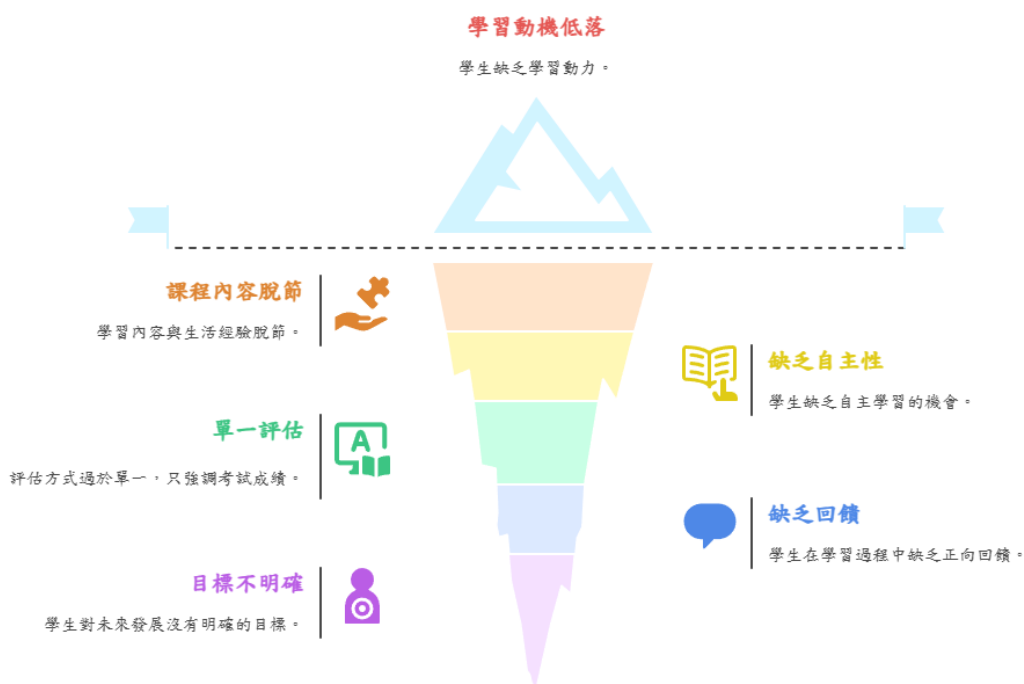 學習動機低落
學生缺乏學習動力。
課程內容脫節
學習內容與生活經驗脫節。
缺乏自主性
學生缺乏自主學習的機會。
單一評估
評估方式過於單一，只強調考試成績。
缺乏回饋
學生在學習過程中缺乏正向回饋。
目標不明確
學生對未來發展沒有明確的目標。
A